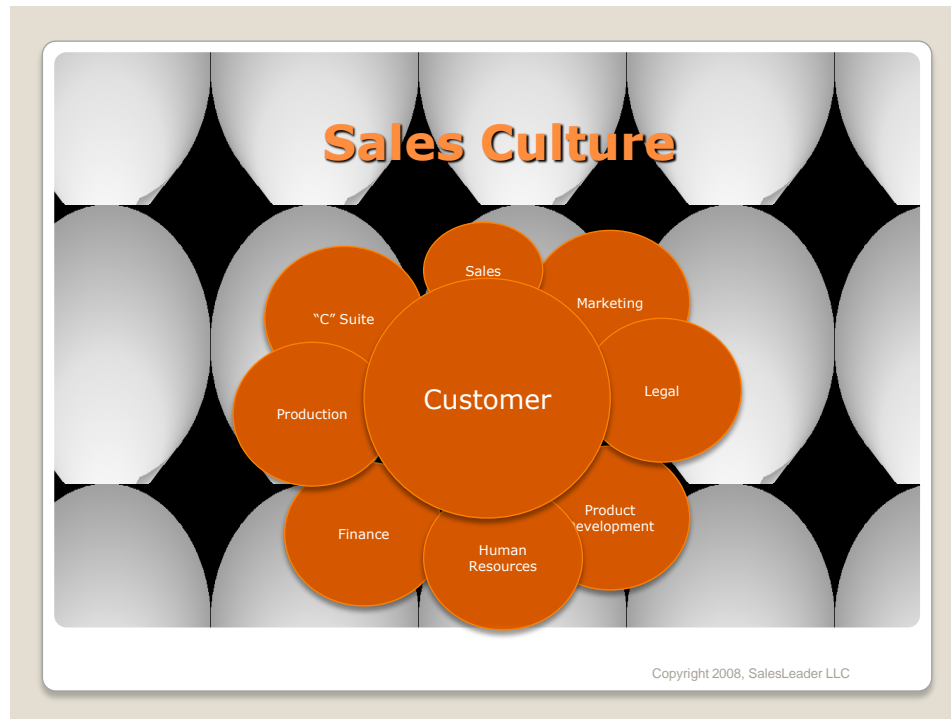 Sales Culture
Sales
Marketing
"C" Suite
Legal
Customer
Production
Product
evelopment
Finance
Human
Resources
Copyright 2008, SalesLeader LLC